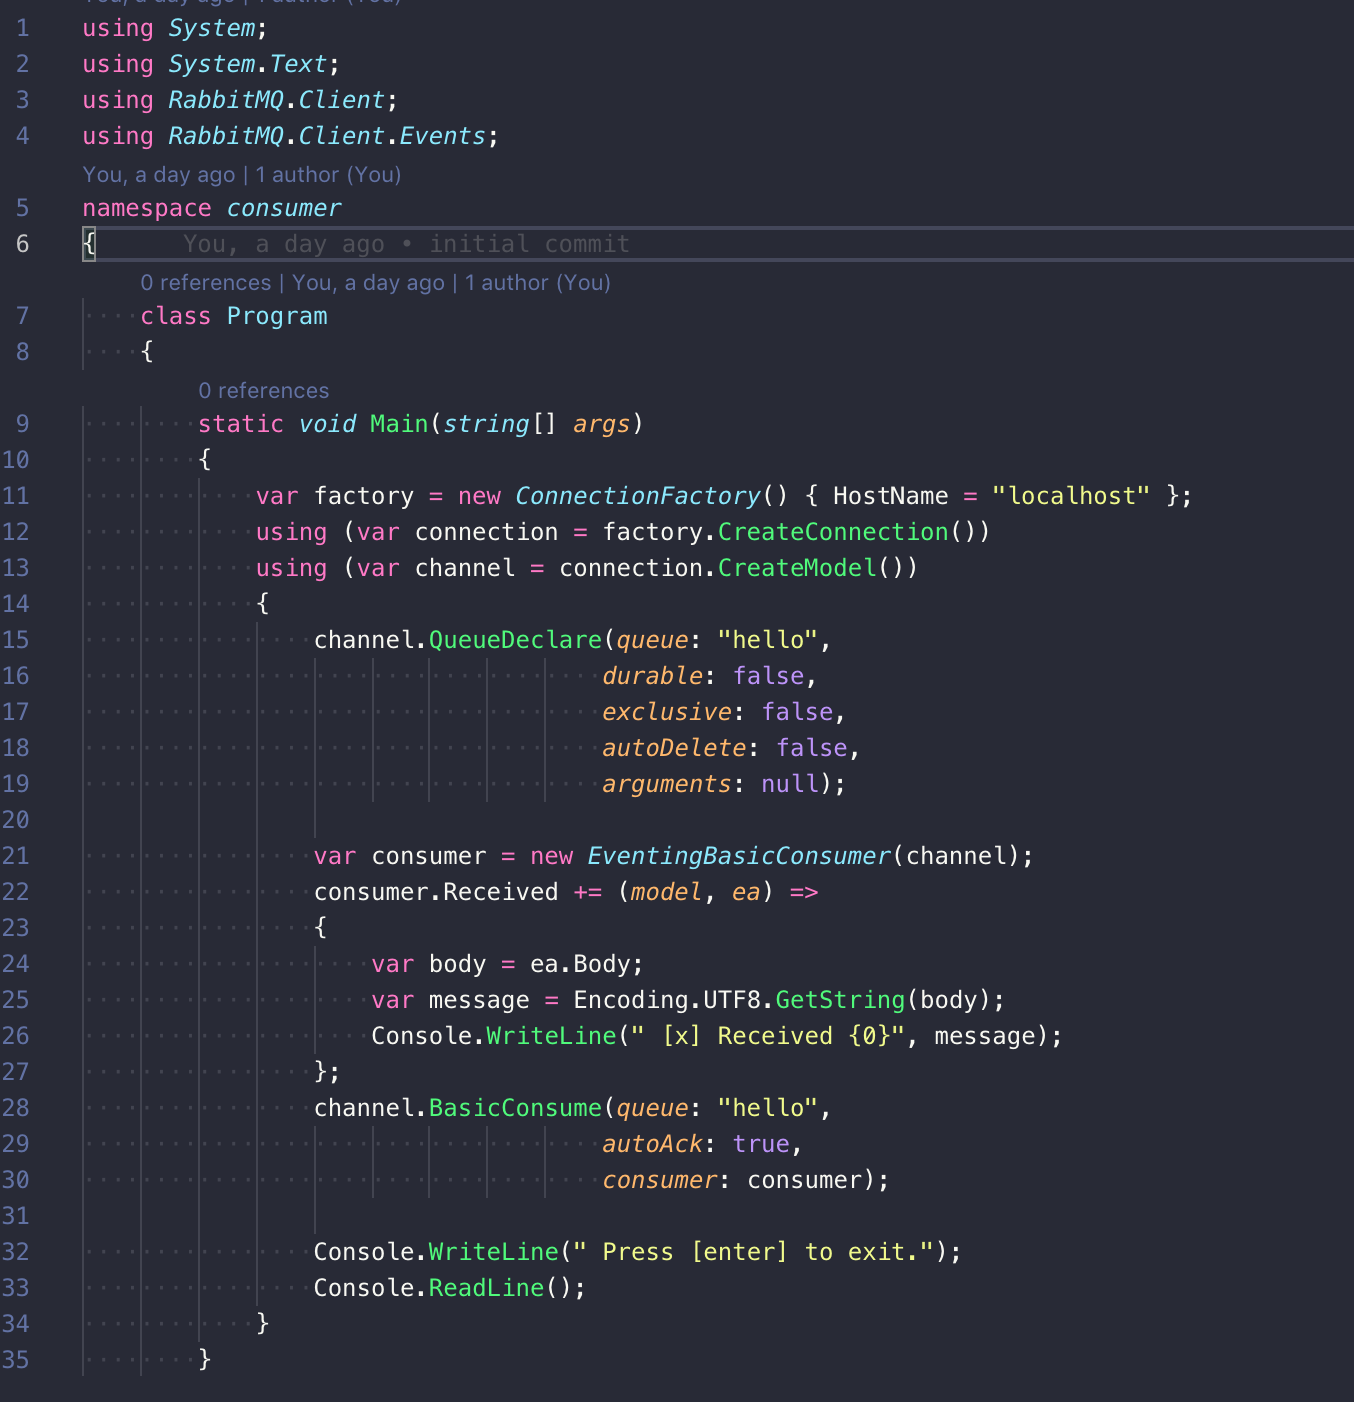 You, a day ago | 1 author (You)
1 using System;
2 using System.Text;
3 using RabbitMQ.Client;
4 using RabbitMQ.Client.Events;
You, a day ago | 1 author (You)
5 namespace consumer
6 { You, a day ago • initial commit
0 references | You, a day ago | 1 author (You)
7 class Program
8 {
0 references
9 static void Main(string[] args)
10 {
11 var factory = new ConnectionFactory() { HostName = "localhost" };
12 using (var connection = factory.CreateConnection())
13 using (var channel = connection.CreateModel())
14 {
15 channel.QueueDeclare(queue: "hello",
16 durable: false,
17 exclusive: false,
18 autoDelete: false,
19 arguments: null);
20
21 var consumer = new EventingBasicConsumer(channel);
22 consumer.Received += (model, ea) =>
23 {
24 var body = ea.Body;
25 var message = Encoding.UTF8.GetString(body);
26 Console.WriteLine(" [x] Received {0}", message);
27 };
28 channel.BasicConsume(queue: "hello",
29 autoAck: true,
30 consumer: consumer);
31
32 Console.WriteLine(" Press [enter] to exit.");
33 Console.ReadLine();
34 }
35 }